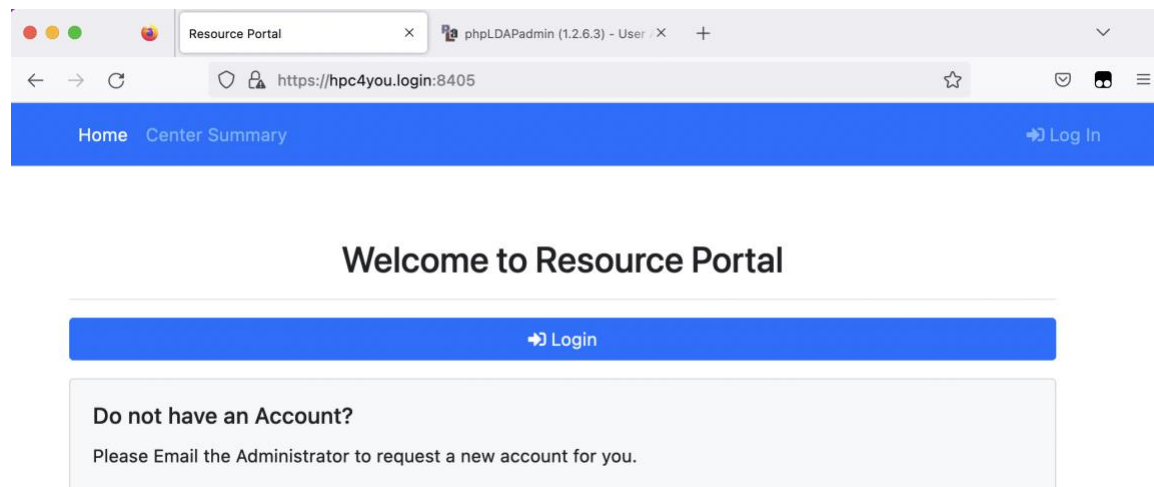 Resource Portal
phpLDAPadmin (1.2.6.3) - User
https://hpc4you.login:8405
Home Center Summary Log In
Welcome to Resource Portal
Login
Do not have an Account?
Please Email the Administrator to request a new account for you.